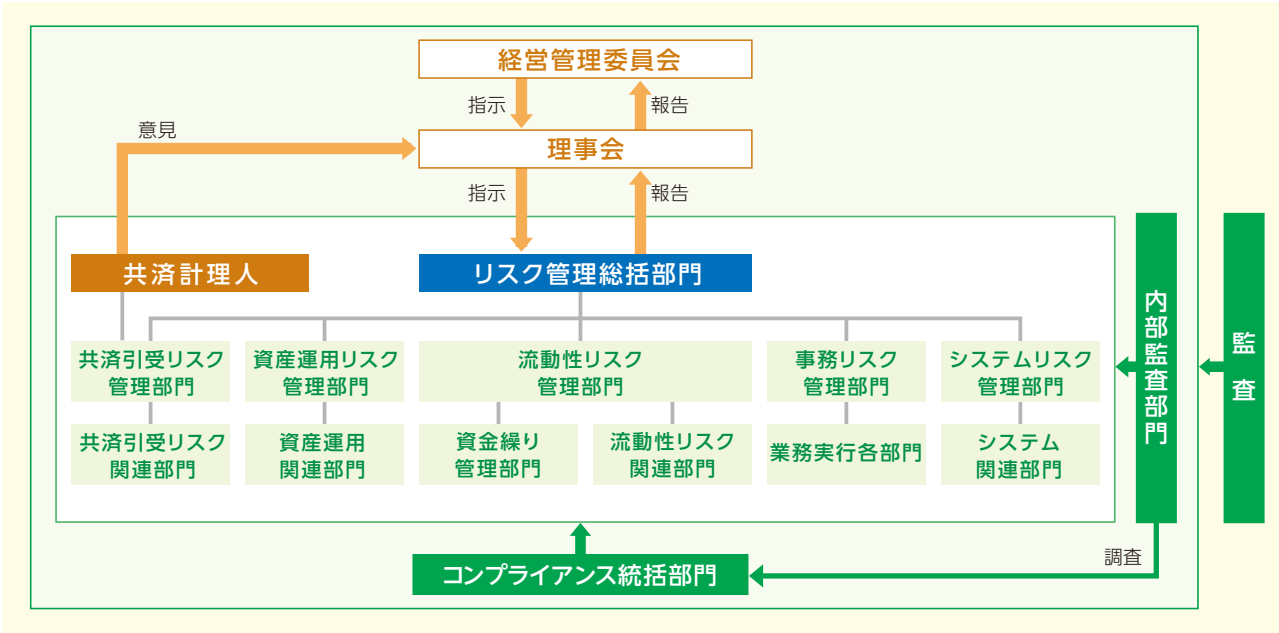 経営管理委員会
指示
報告
意見
理事会
指示
報告
共済計理人
リスク管理総括部門
共済引受リスク
管理部門
資産運用リスク
管理部門
流動性リスク
管理部門
事務リスク
管理部門
システムリスク
管理部門
共済引受リスク
関連部門
資産運用
関連部門
資金繰り
管理部門
流動性リスク
関連部門
業務実行各部門
システム
関連部門
内部監査部門
監査
調査
コンプライアンス統括部門